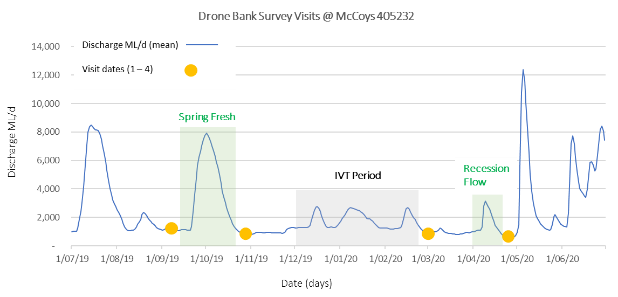 Drone Bank Survey Visits @ McCoys 405232
Discharge ML/d
14,000
12,000
10,000
8,000
6,000
4,000
2,000
-
Discharge ML/d (mean)
Visit dates (1 – 4)
Spring Fresh
IVT Period
Recession
Flow
1/07/19 1/08/19 1/09/19 1/10/19 1/11/19 1/12/19 1/01/20 1/02/20 1/03/20 1/04/20 1/05/20 1/06/20
Date (days)